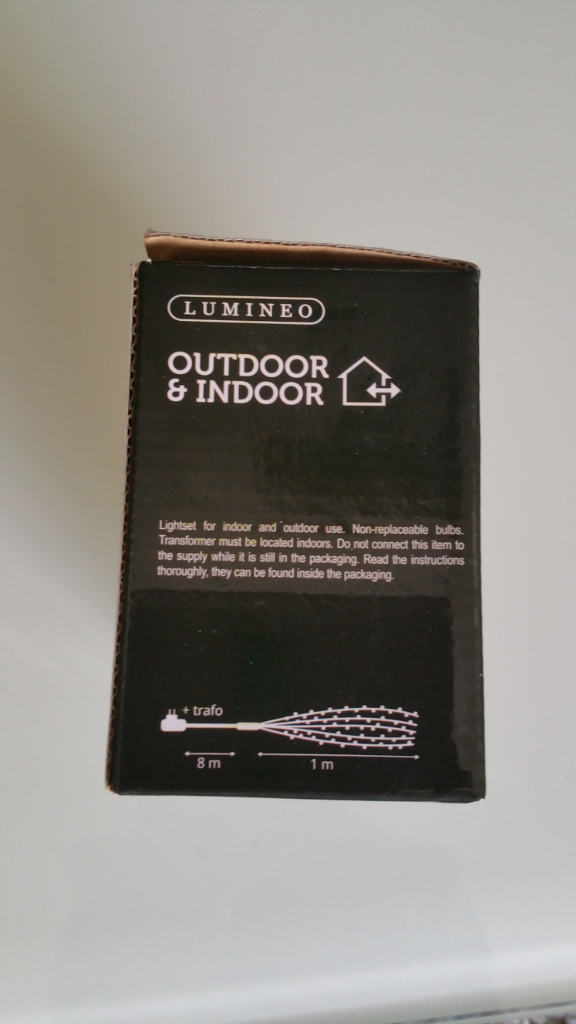 LUMINEO
OUTDOOR
& INDOOR
Lightset for indoor and outdoor use. Non-replaceable bulbs.
Transformer must be located indoors. Do not connect this item to
the supply while it is still in the packaging. Read the instructions
thoroughly, they can be found inside the packaging.
+ trafo
8 m
1 m